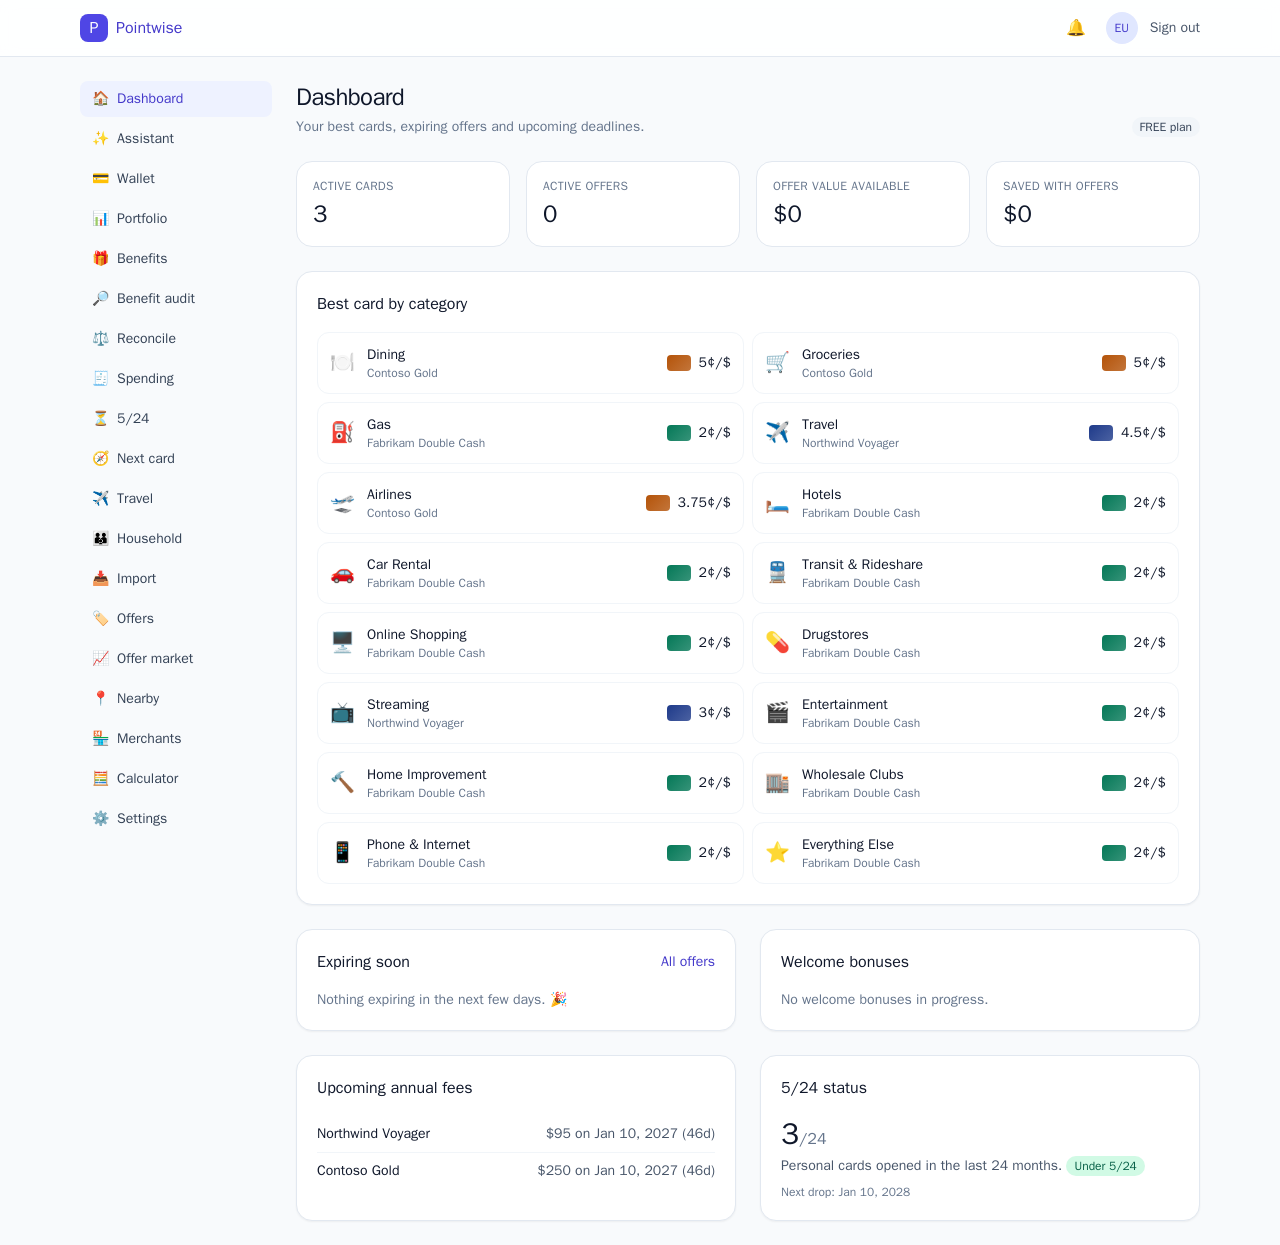 P Pointwise
🔔 EU Sign out
🏠 Dashboard
✨ Assistant
💳 Wallet
📊 Portfolio
🎁 Benefits
🔎 Benefit audit
⚖️ Reconcile
🧾 Spending
⏳ 5/24
🧭 Next card
✈️ Travel
👪 Household
📥 Import
🏷️ Offers
📈 Offer market
📍 Nearby
🏪 Merchants
🧮 Calculator
⚙️ Settings
Dashboard
Your best cards, expiring offers and upcoming deadlines.
FREE plan
ACTIVE CARDS
3
ACTIVE OFFERS
0
OFFER VALUE AVAILABLE
$0
SAVED WITH OFFERS
$0
Best card by category
Dining
Contoso Gold
5¢/$
Groceries
Contoso Gold
5¢/$
Gas
Fabrikam Double Cash
2¢/$
Travel
Northwind Voyager
4.5¢/$
Airlines
Contoso Gold
3.75¢/$
Hotels
Fabrikam Double Cash
2¢/$
Car Rental
Fabrikam Double Cash
2¢/$
Transit & Rideshare
Fabrikam Double Cash
2¢/$
Online Shopping
Fabrikam Double Cash
2¢/$
Drugstores
Fabrikam Double Cash
2¢/$
Streaming
Northwind Voyager
3¢/$
Entertainment
Fabrikam Double Cash
2¢/$
Home Improvement
Fabrikam Double Cash
2¢/$
Wholesale Clubs
Fabrikam Double Cash
2¢/$
Phone & Internet
Fabrikam Double Cash
2¢/$
Everything Else
Fabrikam Double Cash
2¢/$
Expiring soon
All offers
Nothing expiring in the next few days. 🎉
Welcome bonuses
No welcome bonuses in progress.
Upcoming annual fees
Northwind Voyager $95 on Jan 10, 2027 (46d)
Contoso Gold $250 on Jan 10, 2027 (46d)
5/24 status
3/24
Personal cards opened in the last 24 months. Under 5/24
Next drop: Jan 10, 2028